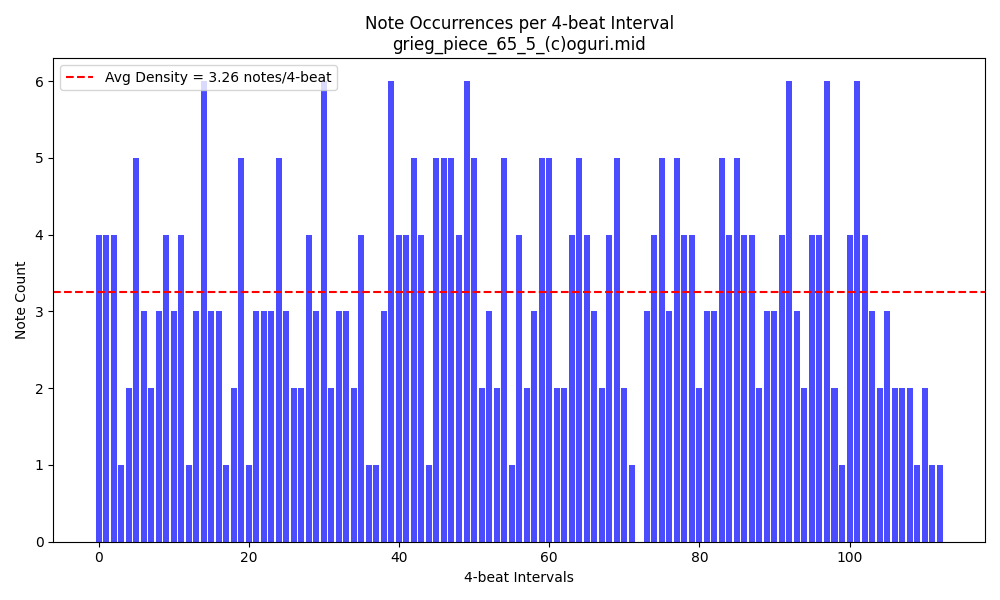 Note Occurrences per 4-beat Interval
grieg_piece_65_5_(c)oguri.mid
Avg Density = 3.26 notes/4-beat
6
5
4
3
2
1
0
Note Count
0 20 40 60 80 100
4-beat Intervals